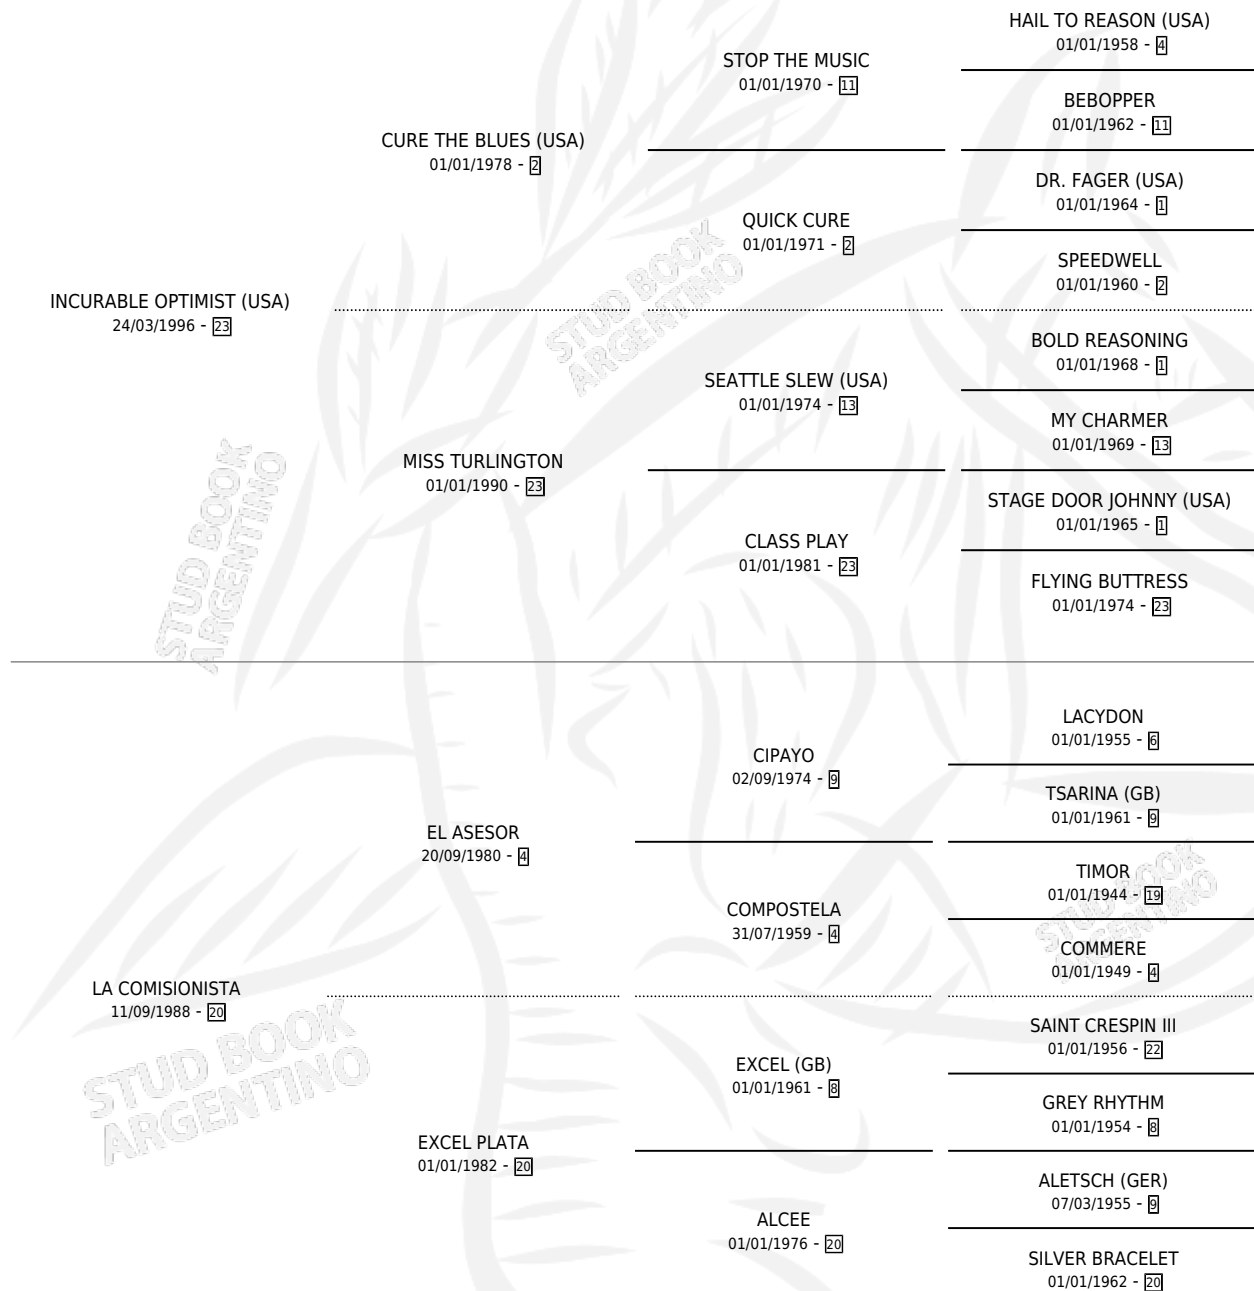 HAIL TO REASON (USA)
01/01/1958 - 4
STOP THE MUSIC
01/01/1970 - 11
BEBOPPER
01/01/1962 - 11
CURE THE BLUES (USA)
01/01/1978 - 2
DR. FAGER (USA)
01/01/1964 - 1
QUICK CURE
01/01/1971 - 2
SPEEDWELL
01/01/1960 - 2
INCURABLE OPTIMIST (USA)
24/03/1996 - 23
STUD BOOK
ARGENTINO
BOLD REASONING
01/01/1968 - 1
SEATTLE SLEW (USA)
01/01/1974 - 13
MY CHARMER
01/01/1969 - 13
MISS TURLINGTON
01/01/1990 - 23
STAGE DOOR JOHNNY (USA)
01/01/1965 - 1
CLASS PLAY
01/01/1981 - 23
FLYING BUTTRESS
01/01/1974 - 23
STUD BOOK
ARGENTINO
LACYDON
01/01/1955 - 6
CIPAYO
02/09/1974 - 9
TSARINA (GB)
01/01/1961 - 9
EL ASESOR
20/09/1980 - 4
TIMOR
01/01/1944 - 19
COMPOSTELA
31/07/1959 - 4
COMMERE
01/01/1949 - 4
STUD BOOK
ARGENTINO
LA COMISIONISTA
11/09/1988 - 20
SAINT CRESPIN III
01/01/1956 - 22
EXCEL (GB)
01/01/1961 - 8
GREY RHYTHM
01/01/1954 - 8
STUD BOOK
ARGENTINO
EXCEL PLATA
01/01/1982 - 20
ALETSCH (GER)
07/03/1955 - 9
ALCEE
01/01/1976 - 20
SILVER BRACELET
01/01/1962 - 20